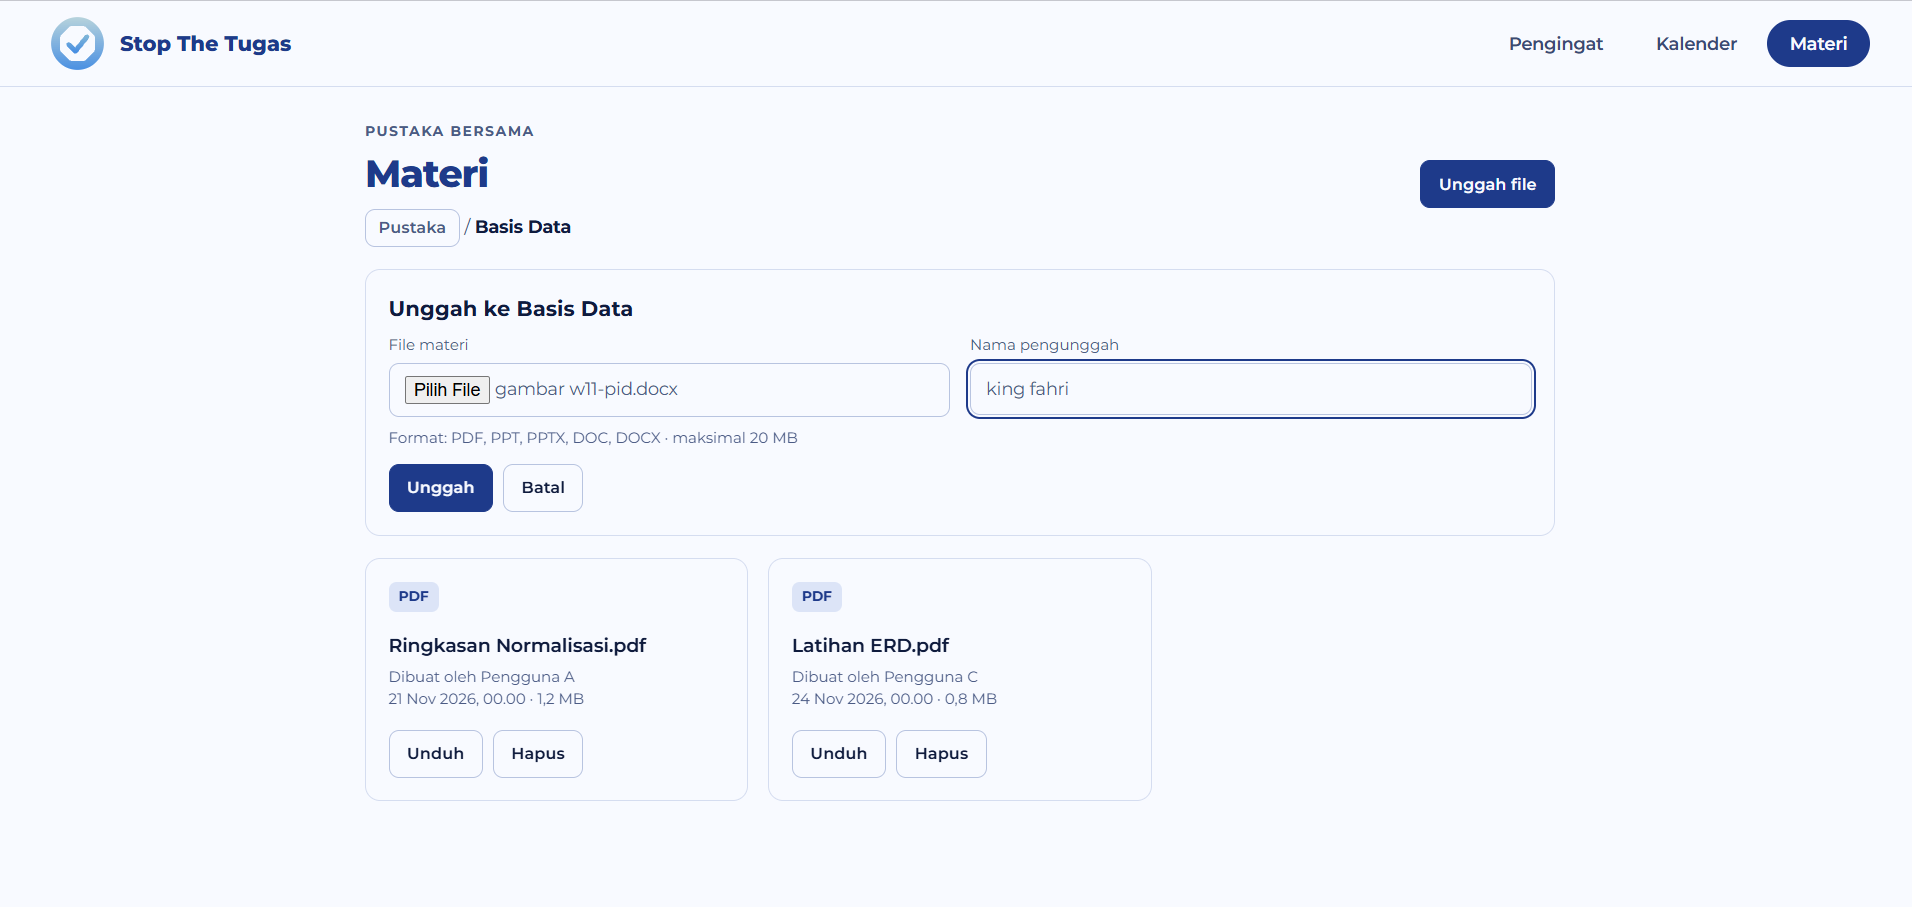 Stop The Tugas
Pengingat
Kalender
Materi
PUSTAKA BERSAMA
Materi
Unggah file
Pustaka / Basis Data
Unggah ke Basis Data
File materi
Nama pengunggah
Pilih File gambar w11-pid.docx
king fahri
Format: PDF, PPT, PPTX, DOC, DOCX · maksimal 20 MB
Unggah
Batal
PDF
Ringkasan Normalisasi.pdf
Dibuat oleh Pengguna A
21 Nov 2026, 00.00 · 1,2 MB
Unduh
Hapus
PDF
Latihan ERD.pdf
Dibuat oleh Pengguna C
24 Nov 2026, 00.00 · 0,8 MB
Unduh
Hapus